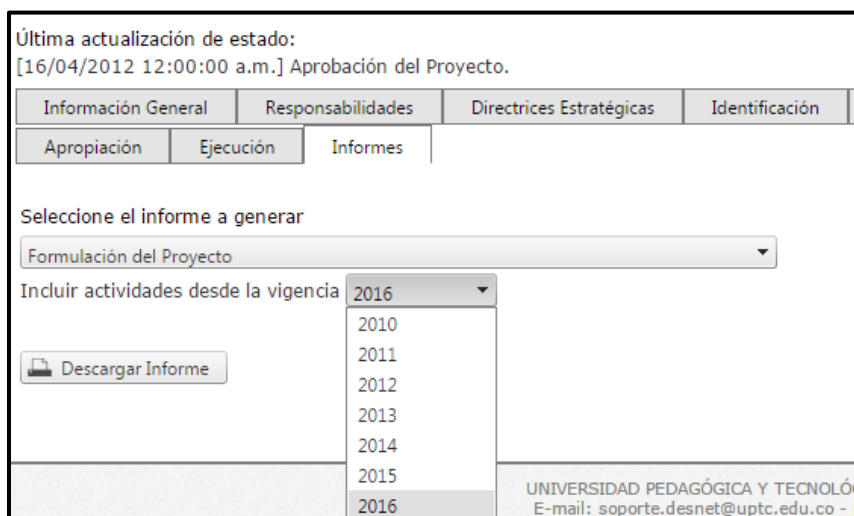 Última actualización de estado:
[16/04/2012 12:00:00 a.m.] Aprobación del Proyecto.
Información General Responsabilidades Directrices Estratégicas Identificación
Apropiación Ejecución Informes
Seleccione el informe a generar
Formulación del Proyecto
Incluir actividades desde la vigencia 2016
2010
2011
Descargar Informe
2012
2013
2014
2015
2016
UNIVERSIDAD PEDAGÓGICA Y TECNOLÓ
E-mail: soporte.desnet@uptc.edu.co -